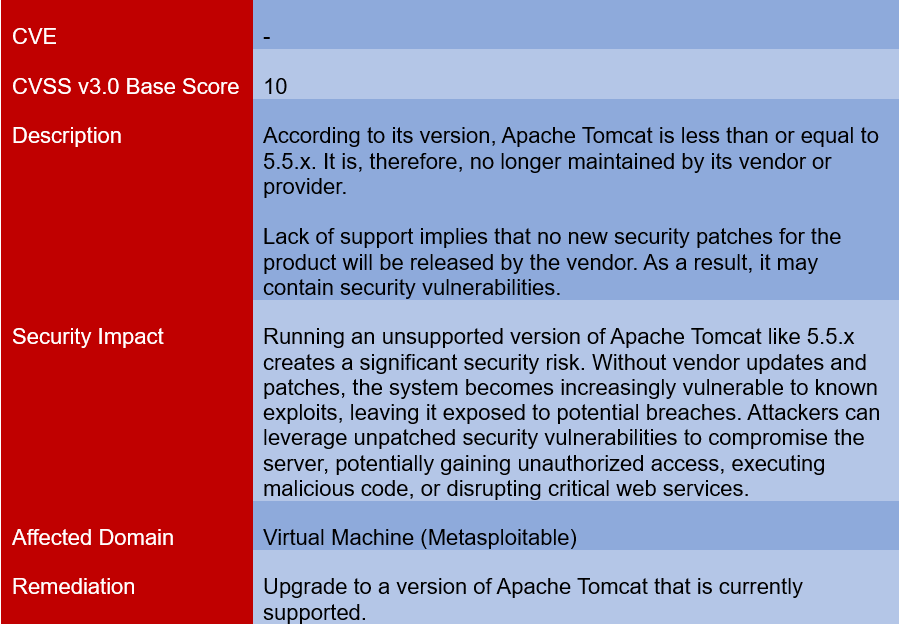 CVE
-
CVSS v3.0 Base Score
10
Description
According to its version, Apache Tomcat is less than or equal to
5.5.x. It is, therefore, no longer maintained by its vendor or
provider.
Lack of support implies that no new security patches for the
product will be released by the vendor. As a result, it may
contain security vulnerabilities.
Security Impact
Running an unsupported version of Apache Tomcat like 5.5.x
creates a significant security risk. Without vendor updates and
patches, the system becomes increasingly vulnerable to known
exploits, leaving it exposed to potential breaches. Attackers can
leverage unpatched security vulnerabilities to compromise the
server, potentially gaining unauthorized access, executing
malicious code, or disrupting critical web services.
Affected Domain
Virtual Machine (Metasploitable)
Remediation
Upgrade to a version of Apache Tomcat that is currently
supported.